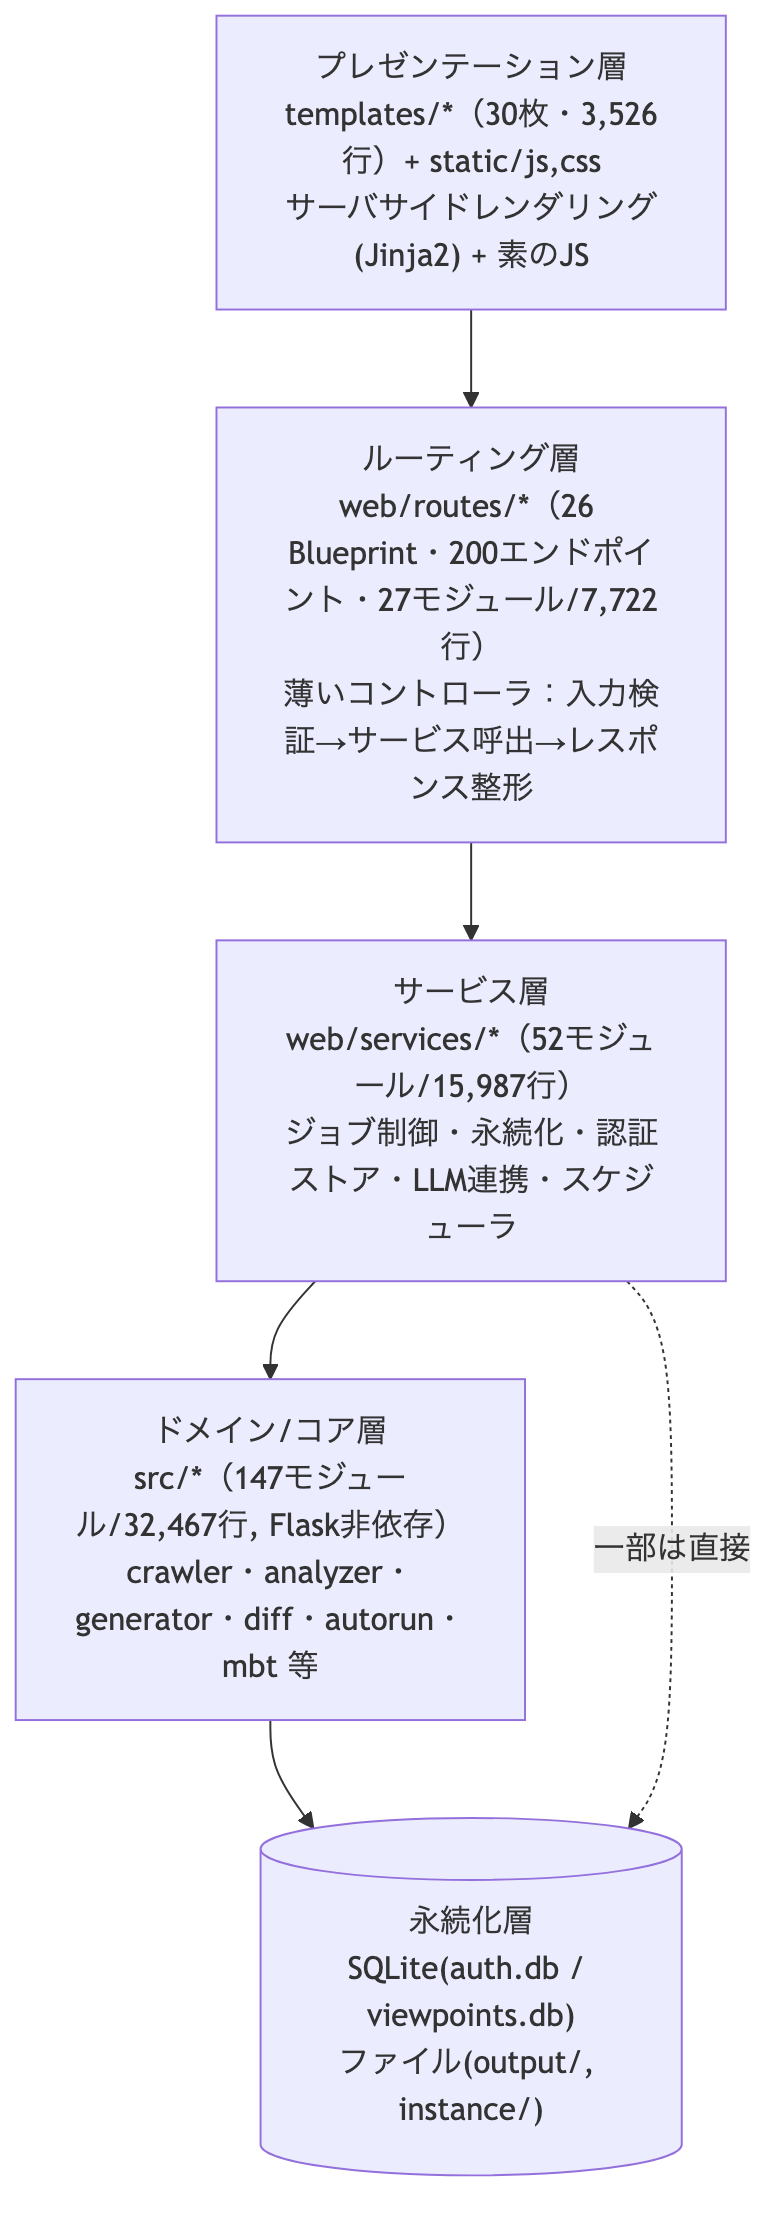 プレゼンテーション層
templates/*（30枚・3,526
行）+ static/js,css
サーバサイドレンダリング
(Jinja2) + 素のJS
ルーティング層
web/routes/*（26
Blueprint・200エンドポイ
ント・27モジュール/7,722
行）
薄いコントローラ：入力検
証→サービス呼出→レスポ
ンス整形
サービス層
web/services/*（52モジュ
ール/15,987行）
ジョブ制御・永続化・認証
ストア・LLM連携・スケジ
ューラ
ドメイン/コア層
src/*（147モジュー
ル/32,467行, Flask非依存）
crawler・analyzer・
generator・diff・autorun・
mbt 等
一部は直接
永続化層
SQLite(auth.db /
viewpoints.db)
ファイル(output/,
instance/)